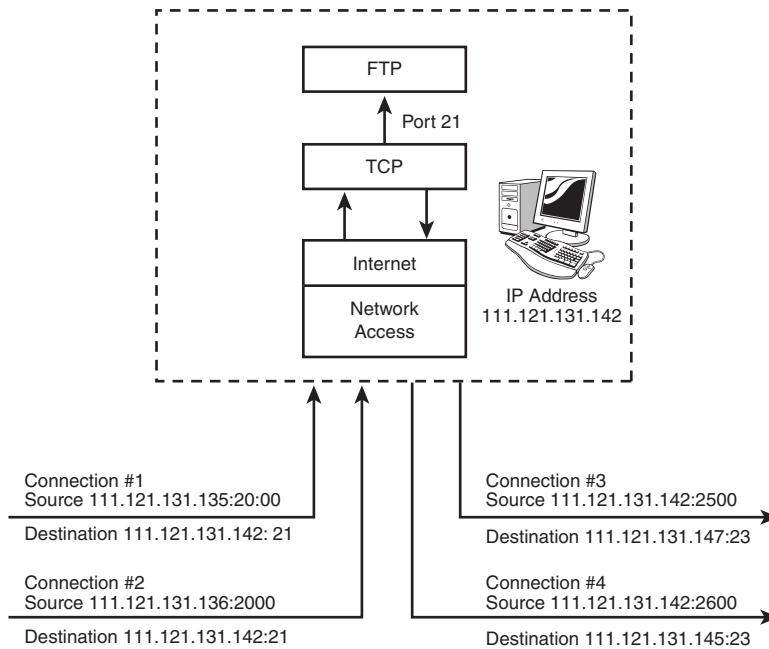 FTP
Port 21
TCP
Internet
Network
Access
IP Address
111.121.131.142
Connection #1
Source 111.121.131.135:20:00
Destination 111.121.131.142: 21
Connection #2
Source 111.121.131.136:2000
Destination 111.121.131.142:21
Connection #3
Source 111.121.131.142:2500
Destination 111.121.131.147:23
Connection #4
Source 111.121.131.142:2600
Destination 111.121.131.145:23